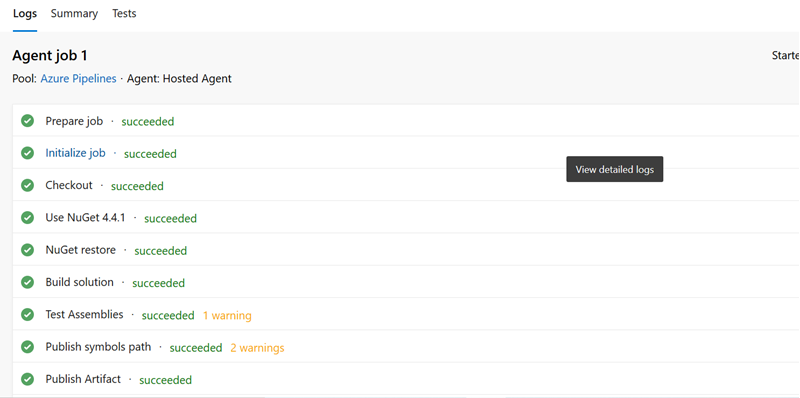 Logs Summary Tests
Agent job 1 Starte
Pool: Azure Pipelines · Agent: Hosted Agent
Prepare job · succeeded
Initialize job · succeeded
View detailed logs
Checkout · succeeded
Use NuGet 4.4.1 · succeeded
NuGet restore · succeeded
Build solution · succeeded
Test Assemblies · succeeded 1 warning
Publish symbols path · succeeded 2 warnings
Publish Artifact · succeeded